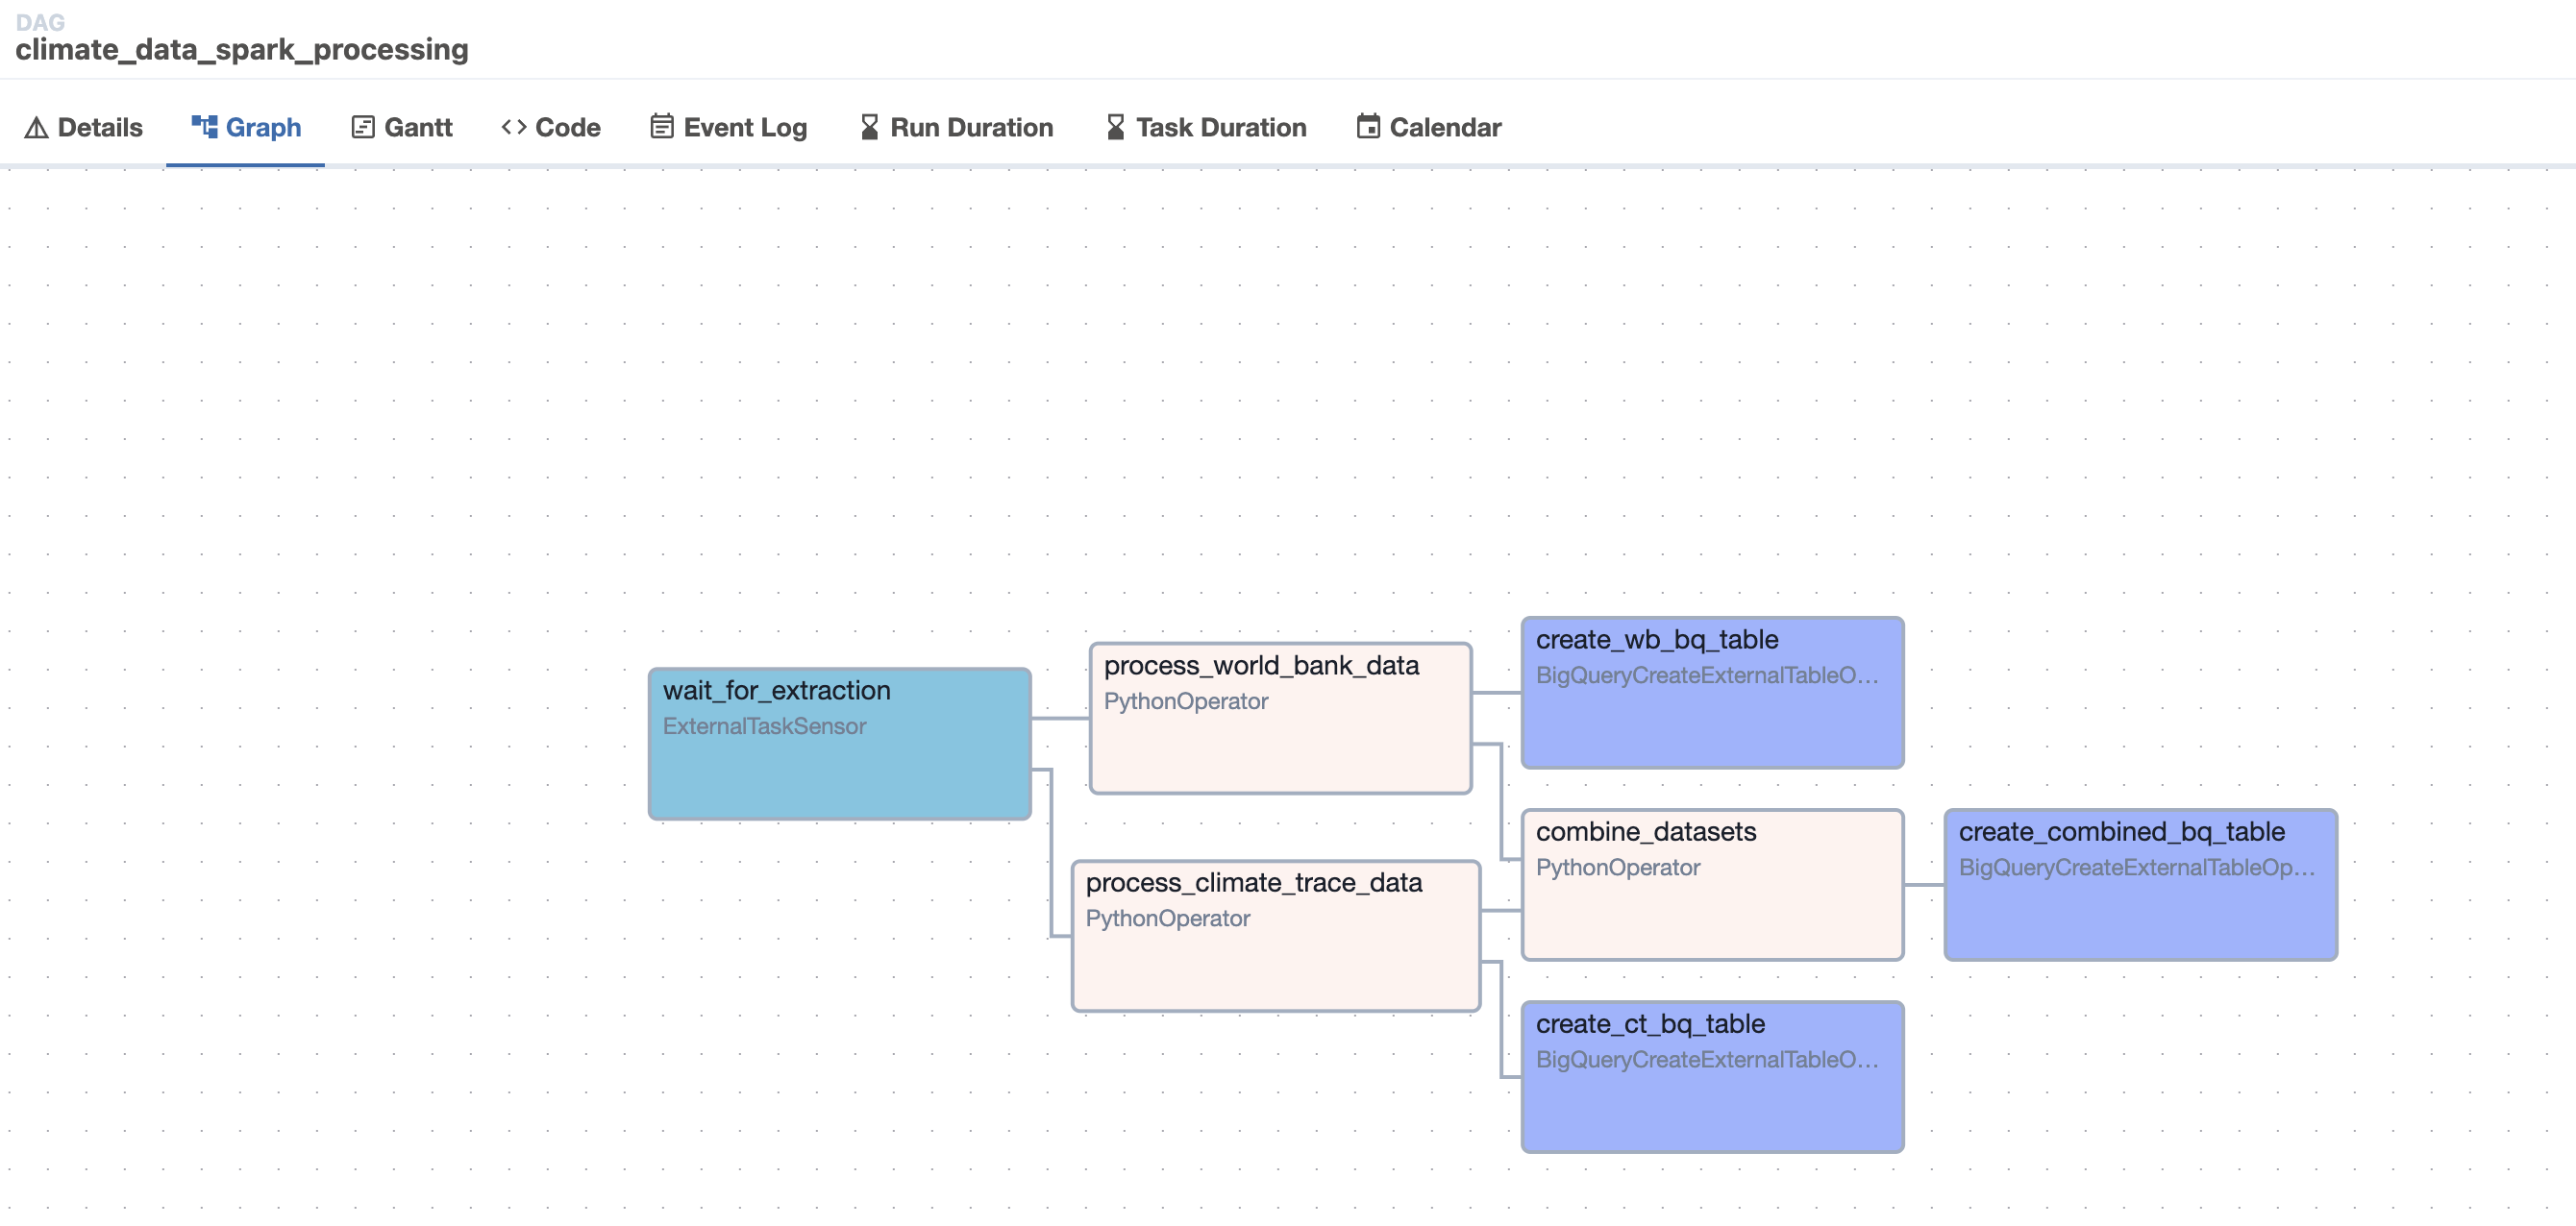 DAG
climate_data_spark_processing
Details Graph Gantt Code Event Log Run Duration Task Duration Calendar
wait_for_extraction
ExternalTaskSensor
process_world_bank_data
PythonOperator
create_wb_bq_table
BigQueryCreateExternalTableO...
process_climate_trace_data
PythonOperator
combine_datasets
PythonOperator
create_combined_bq_table
BigQueryCreateExternalTableOp...
create_ct_bq_table
BigQueryCreateExternalTableO...